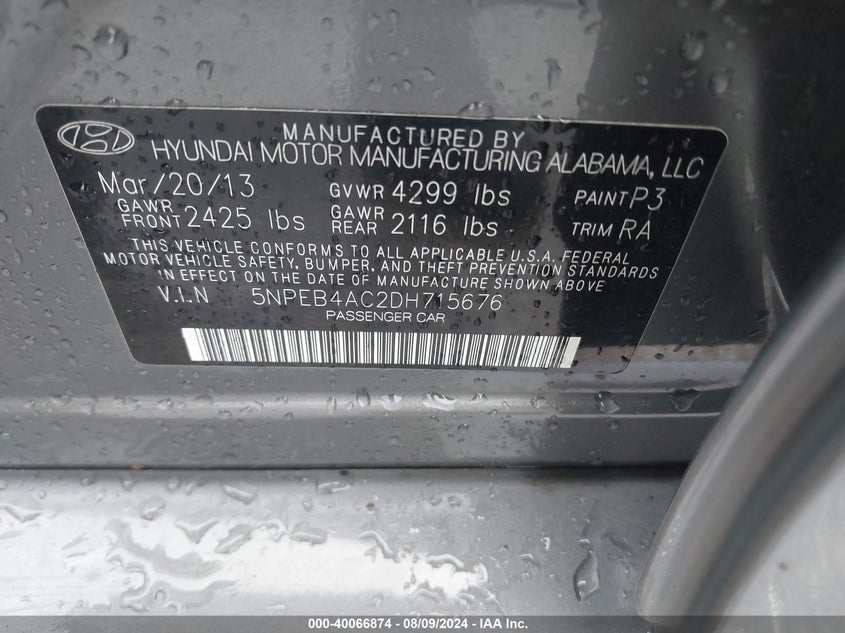 MANUFACTURED BY
HYUNDAI MOTOR MANUFACTURING ALABAMA, LLC
Mar/20/13 GVWR 4299 lbs PAINT P3
GAWR FRONT 2425 lbs GAWR REAR 2116 lbs TRIM RA
THIS VEHICLE CONFORMS TO ALL APPLICABLE U.S.A. FEDERAL
MOTOR VEHICLE SAFETY, BUMPER, AND THEFT PREVENTION STANDARDS
IN EFFECT ON THE DATE OF MANUFACTURE SHOWN ABOVE
V.I.N 5NPEB4AC2DH715676
PASSENGER CAR
000-40066874 - 08/09/2024 - IAA Inc.